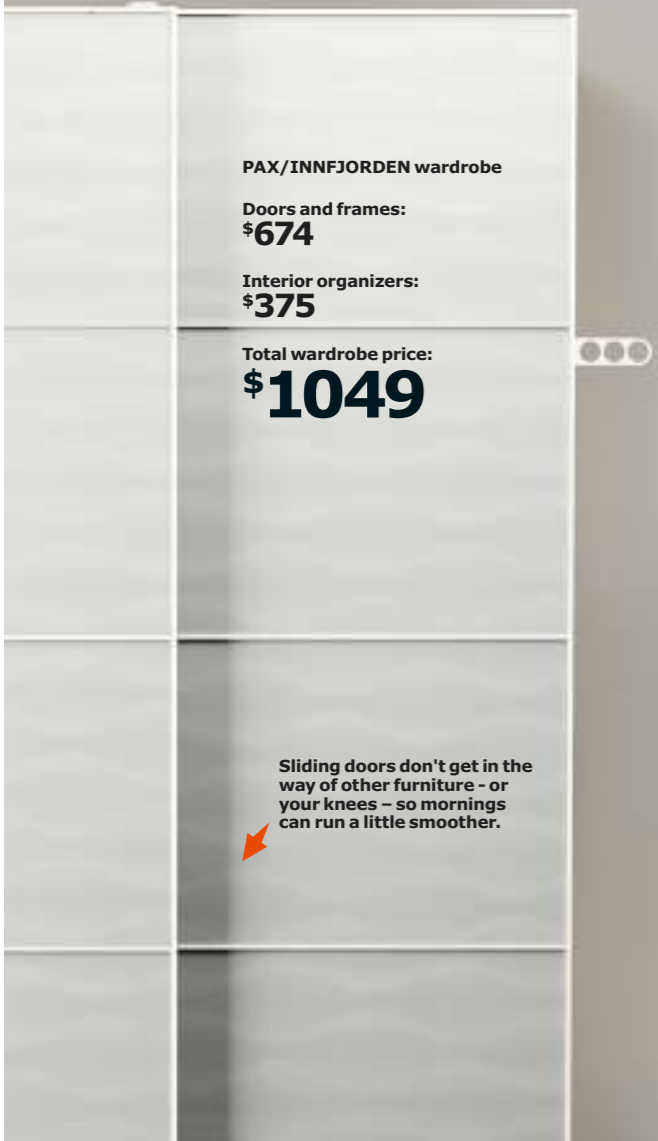 PAX/INNFJORDEN wardrobe
Doors and frames:
$674
Interior organizers:
$375
Total wardrobe price:
$1049
Sliding doors don't get in the
way of other furniture - or
your knees – so mornings
can run a little smoother.